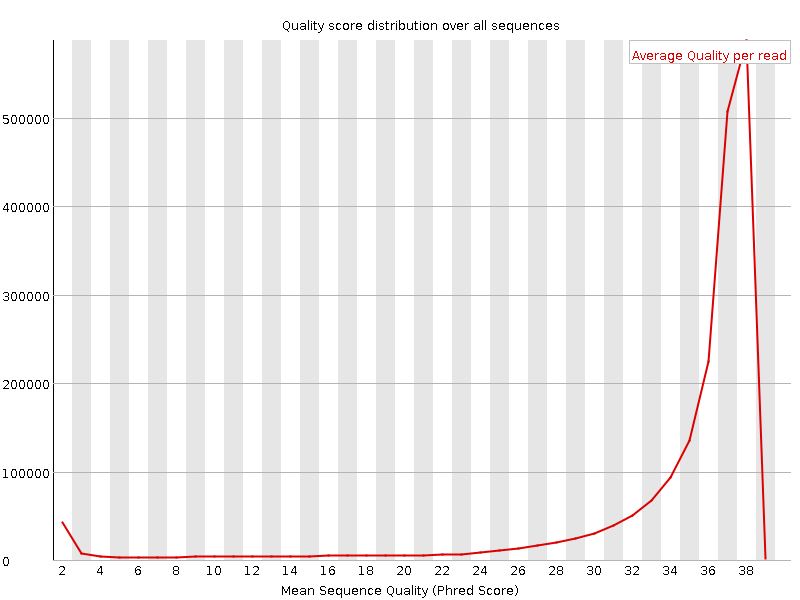 Quality score distribution over all sequences
Average Quality per read
500000
400000
300000
200000
100000
0
2 4 6 8 10 12 14 16 18 20 22 24 26 28 30 32 34 36 38
Mean Sequence Quality (Phred Score)